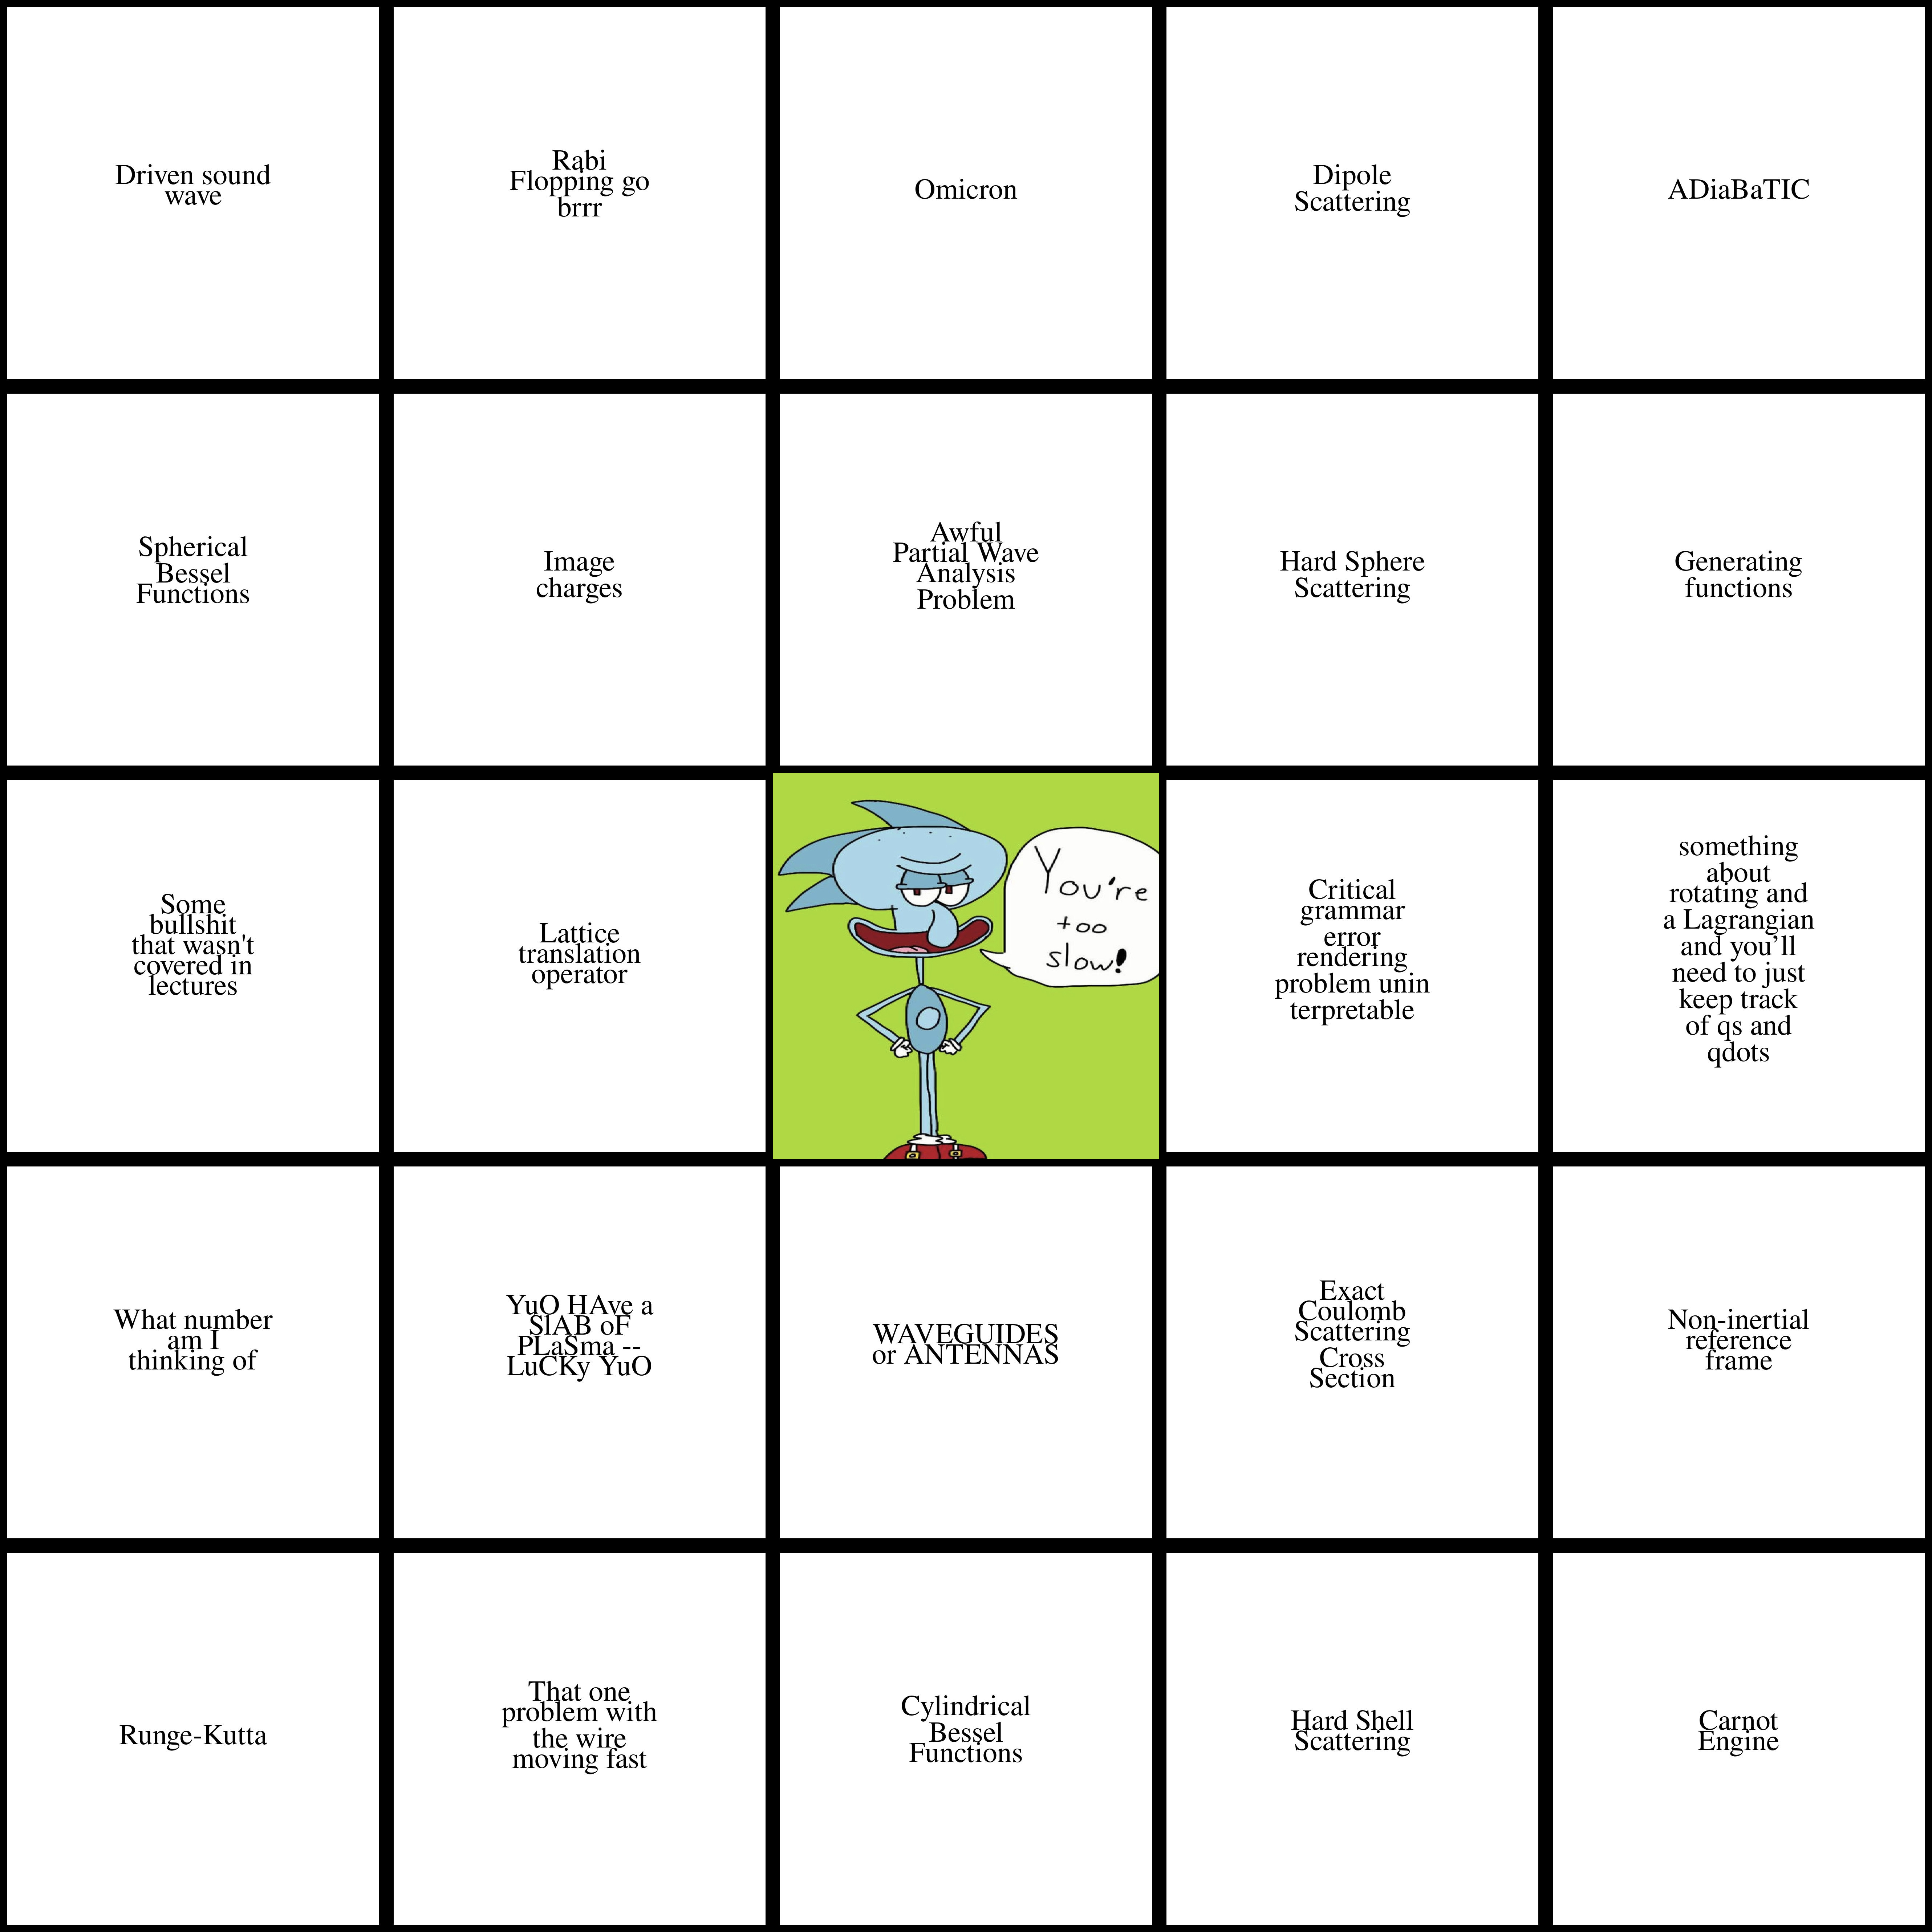 Driven sound
wave
Rabi
Flopping go
brrr
Omicron
Dipole
Scattering
ADiaBaTIC
Spherical
Bessel
Functions
Image
charges
Awful
Partial Wave
Analysis
Problem
Hard Sphere
Scattering
Generating
functions
Some
bullshit
that wasn't
covered in
lectures
Lattice
translation
operator
You're
too
slow!
Critical
grammar
error
rendering
problem unin
terpretable
something
about
rotating and
a Lagrangian
and you’ll
need to just
keep track
of qs and
qdots
What number
am I
thinking of
YuO HAve a
SlAB oF
PLaSma --
LuCKy YuO
WAVEGUIDES
or ANTENNAS
Exact
Coulomb
Scattering
Cross
Section
Non-inertial
reference
frame
Runge-Kutta
That one
problem with
the wire
moving fast
Cylindrical
Bessel
Functions
Hard Shell
Scattering
Carnot
Engine